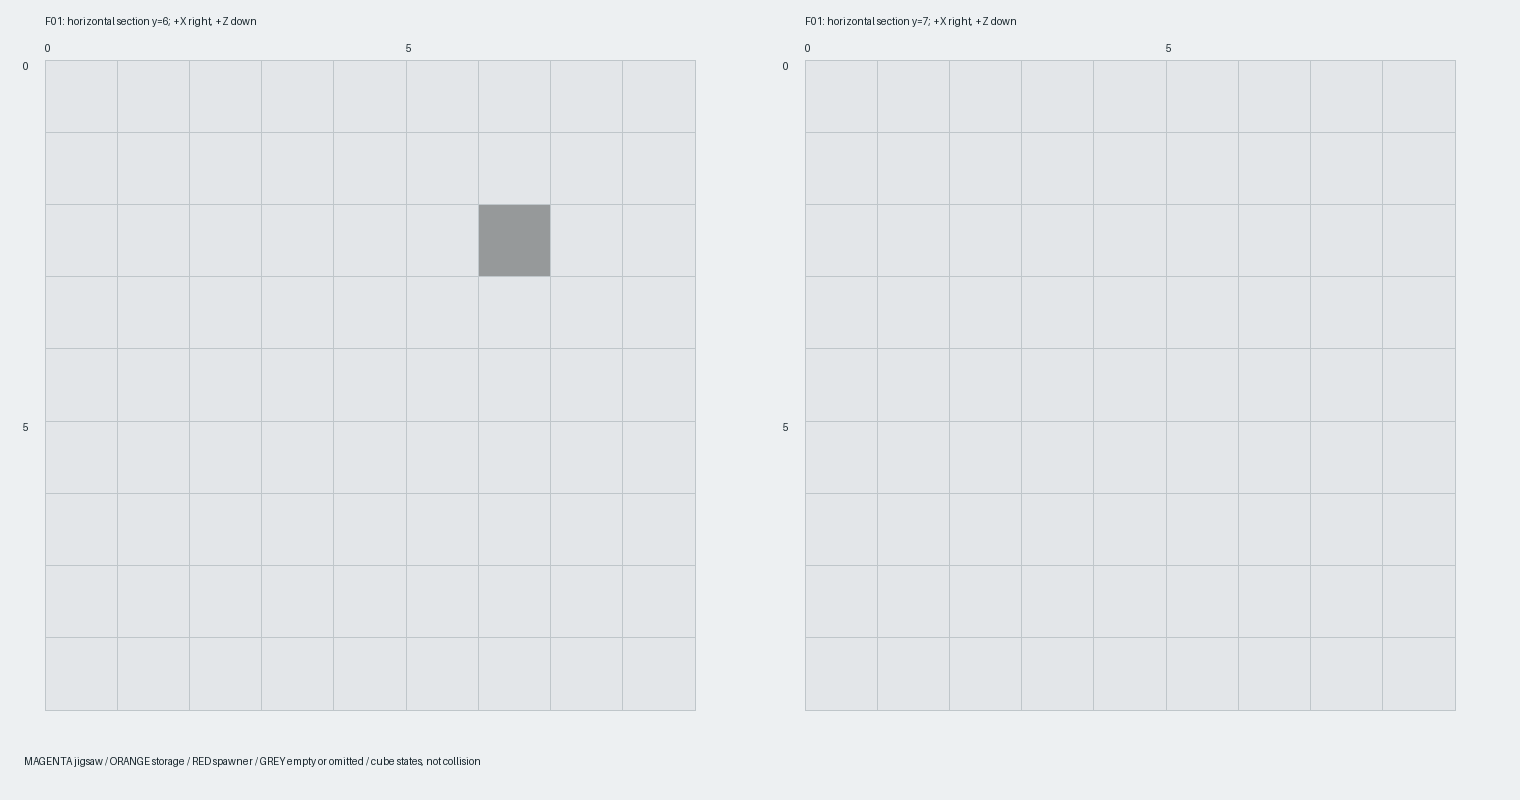 F01: horizontal section y=6; +X right, +Z down
F01: horizontal section y=7; +X right, +Z down
0 5
0 5
0
0
5
5
MAGENTA jigsaw / ORANGE storage / RED spawner / GREY empty or omitted / cube states, not collision